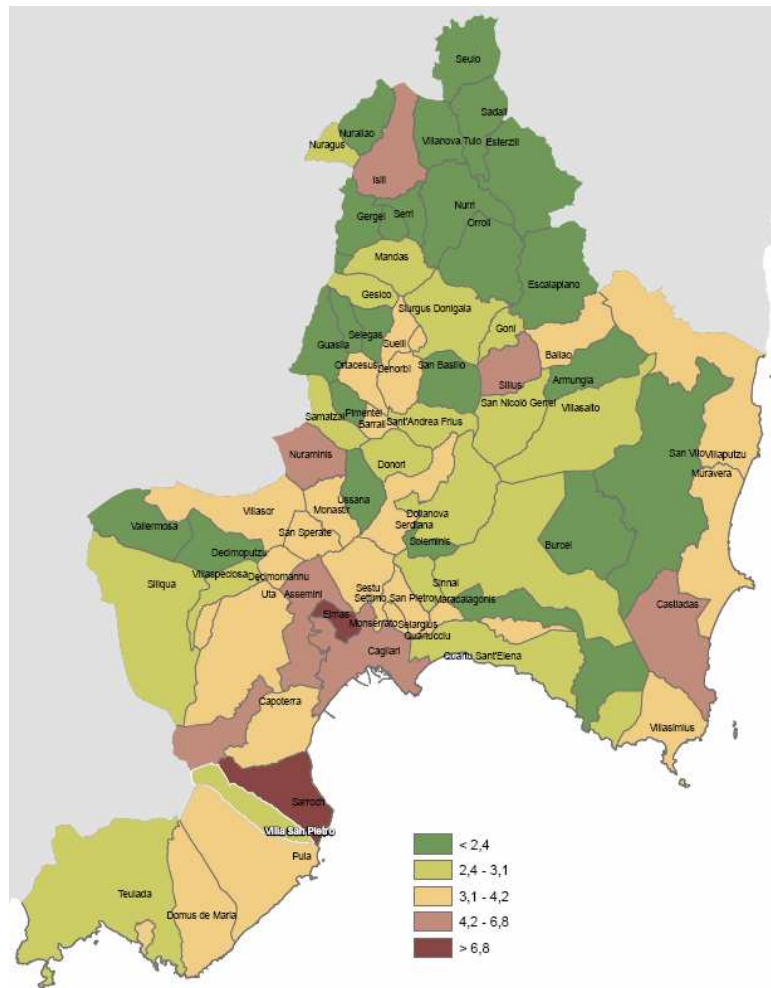 Seulo
Sadali
Nurallao
Villanova Tulo
Esterzili
Nuragus
Isili
Nurri
Serri
Gergei
Orroli
Mandas
Escalaplano
Gesico
Siurgus Donigala
Goni
Selegas
Guasila
Suelli
Ballao
Ortacesus
Senorbì
San Basilio
Silius
Armungia
San Nicolò Gerrei
Villasalto
Pimentel
Samatzai
Barrali
Sant'Andrea Frius
San Vito
Villaputzu
Donori
Nuraminis
Muravera
Ussana
Villasor
Monastir
Dolianova
Vallermosa
Serdiana
San Sperate
Decimoputzu
Soleminis
Burcei
Villaspeciosa
Decimomannu
Siliqua
Sinnai
Sestu
Uta
Assemini
Settimo
San Pietro
Maradalagonis
Castiadas
Elmas
Monserrato
Selargius
Quartucciu
Cagliari
Quartu Sant'Elena
Capoterra
Villasimius
Sarroch
Villa San Pietro
Pula
Teulada
Domus de Maria
< 2,4
2,4 - 3,1
3,1 - 4,2
4,2 - 6,8
> 6,8